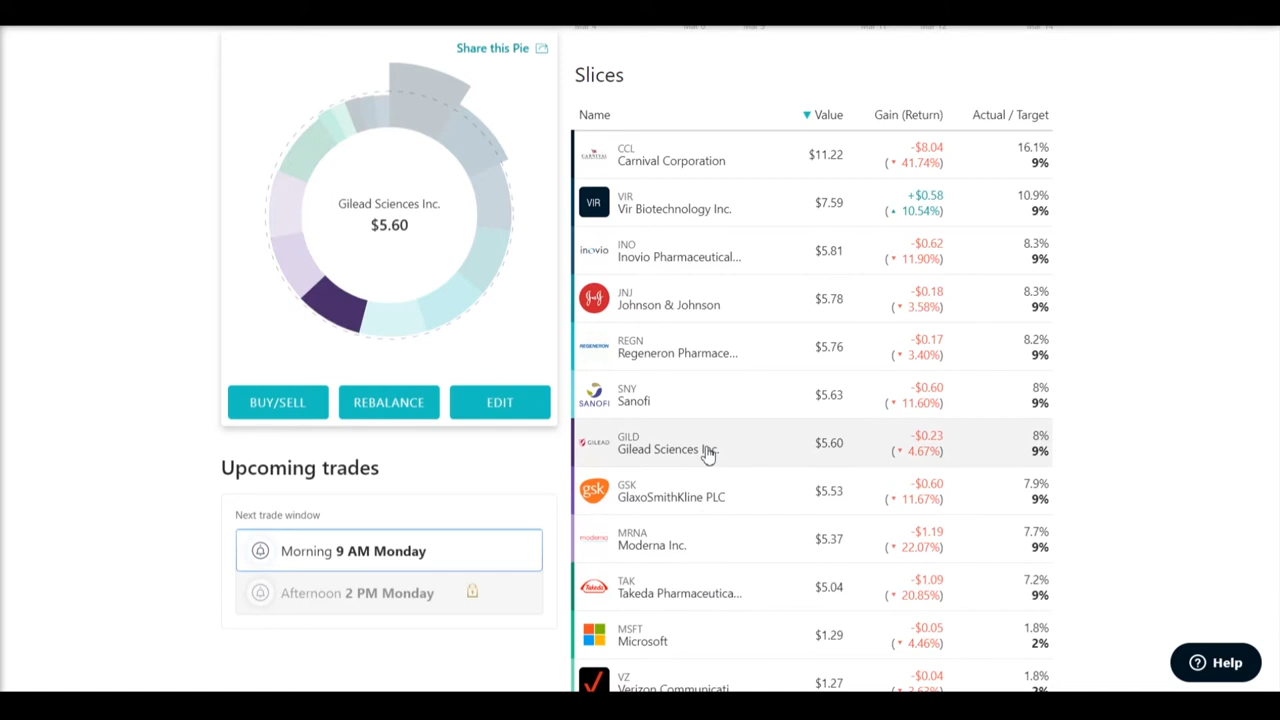 Share this Pie
Gilead Sciences Inc.
$5.60
BUY/SELL
REBALANCE
EDIT
Upcoming trades
Next trade window
Morning 9 AM Monday
Afternoon 2 PM Monday
Slices
Name Value Gain (Return) Actual / Target
CCL
Carnival Corporation
$11.22
-$8.04
(▼ 41.74%)
16.1%
9%
VIR
VIR
Vir Biotechnology Inc.
$7.59
+$0.58
(▲ 10.54%)
10.9%
9%
inovio
INO
Inovio Pharmaceutical...
$5.81
-$0.62
(▼ 11.90%)
8.3%
9%
JNJ
Johnson & Johnson
$5.78
-$0.18
(▼ 3.58%)
8.3%
9%
REGENERON
REGN
Regeneron Pharmace...
$5.76
-$0.17
(▼ 3.40%)
8.2%
9%
SANOFI
SNY
Sanofi
$5.63
-$0.60
(▼ 11.60%)
8%
9%
GILEAD
GILD
Gilead Sciences Inc.
$5.60
-$0.23
(▼ 4.67%)
8%
9%
gsk
GSK
GlaxoSmithKline PLC
$5.53
-$0.60
(▼ 11.67%)
7.9%
9%
moderna
MRNA
Moderna Inc.
$5.37
-$1.19
(▼ 22.07%)
7.7%
9%
Takeda
TAK
Takeda Pharmaceutica...
$5.04
-$1.09
(▼ 20.85%)
7.2%
9%
MSFT
Microsoft
$1.29
-$0.05
(▼ 4.46%)
1.8%
2%
VZ
Verizon Communicati...
$1.27
-$0.04
1.8%
Help